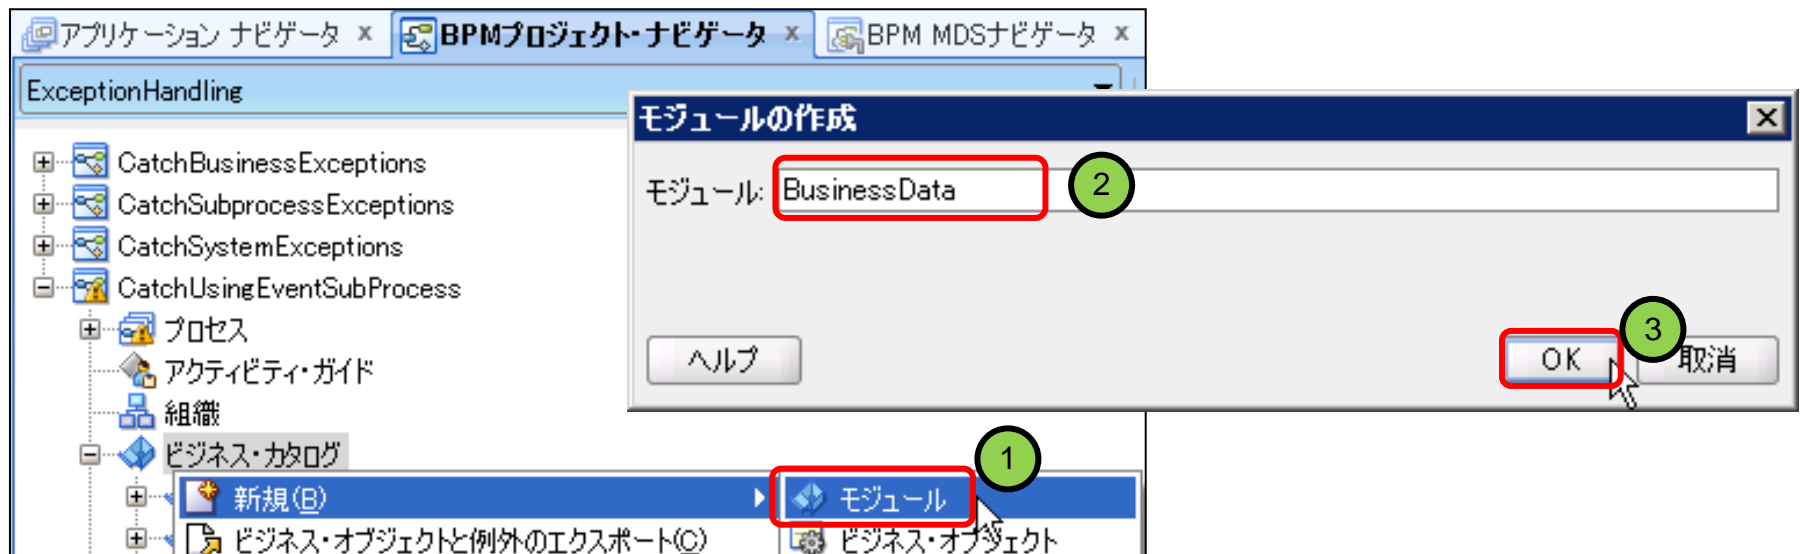 アプリケーション ナビゲータ × BPMプロジェクト・ナビゲータ × BPM MDSナビゲータ ×
ExceptionHandling
モジュールの作成
CatchBusinessExceptions
モジュール: BusinessData 2
CatchSubprocessExceptions
CatchSystemExceptions
CatchUsingEventSubProcess
プロセス
3
ヘルプ OK 取消
アクティビティ・ガイド
組織
ビジネス・カタログ
1
新規(B) モジュール
ビジネス・オブジェクトと例外のエクスポート(C) ビジネス・オブジェクト